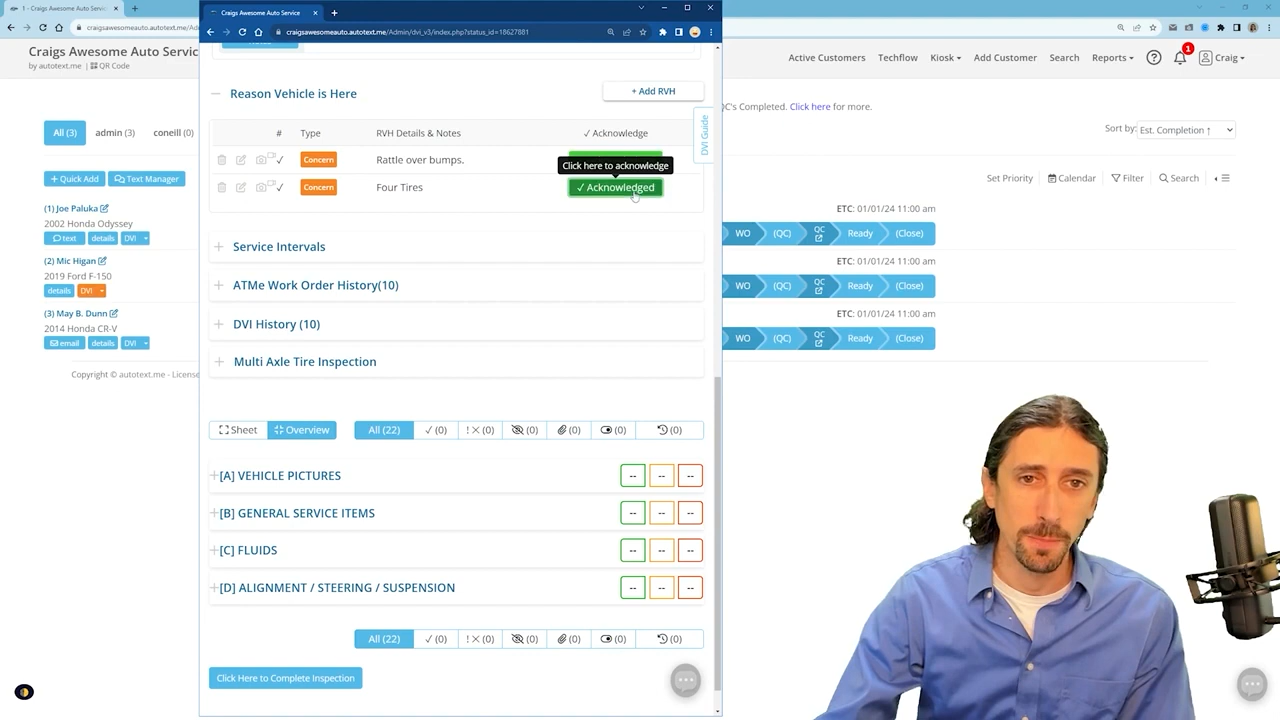 1 - Craigs Awesome Auto Service
Craigs Awesome Auto Service
craigsawesomeauto.autotext.me/Ad
craigsawesomeauto.autotext.me/Admin/dvi_v3/index.php?status_id=18627881
Craigs Awesome Auto Servic
by autotext.me | QR Code
Active Customers
Techflow
Kiosk
Add Customer
Search
Reports
1
Craig
QC's Completed. Click here for more.
Sort by:
Est. Completion ↑
All (3)
admin (3)
coneill (0)
+ Quick Add
Text Manager
Set Priority
Calendar
Filter
Search
(1) Joe Paluka
2002 Honda Odyssey
text
details
DVI
(2) Mic Higan
2019 Ford F-150
details
DVI
(3) May B. Dunn
2014 Honda CR-V
email
details
DVI
Copyright © autotext.me - License
Reason Vehicle is Here
+ Add RVH
DVI Guide
#
Type
RVH Details & Notes
✓ Acknowledge
Concern
Rattle over bumps.
Click here to acknowledge
Concern
Four Tires
✓ Acknowledged
Service Intervals
ATMe Work Order History(10)
DVI History (10)
Multi Axle Tire Inspection
Sheet
Overview
All (22)
✓ (0)
! ✕ (0)
(0)
(0)
(0)
(0)
[A] VEHICLE PICTURES
-- -- --
[B] GENERAL SERVICE ITEMS
-- -- --
[C] FLUIDS
-- -- --
[D] ALIGNMENT / STEERING / SUSPENSION
-- -- --
All (22)
✓ (0)
! ✕ (0)
(0)
(0)
(0)
(0)
Click Here to Complete Inspection
ETC: 01/01/24 11:00 am
WO
(QC)
QC
Ready
(Close)
ETC: 01/01/24 11:00 am
WO
(QC)
QC
Ready
(Close)
ETC: 01/01/24 11:00 am
WO
(QC)
QC
Ready
(Close)